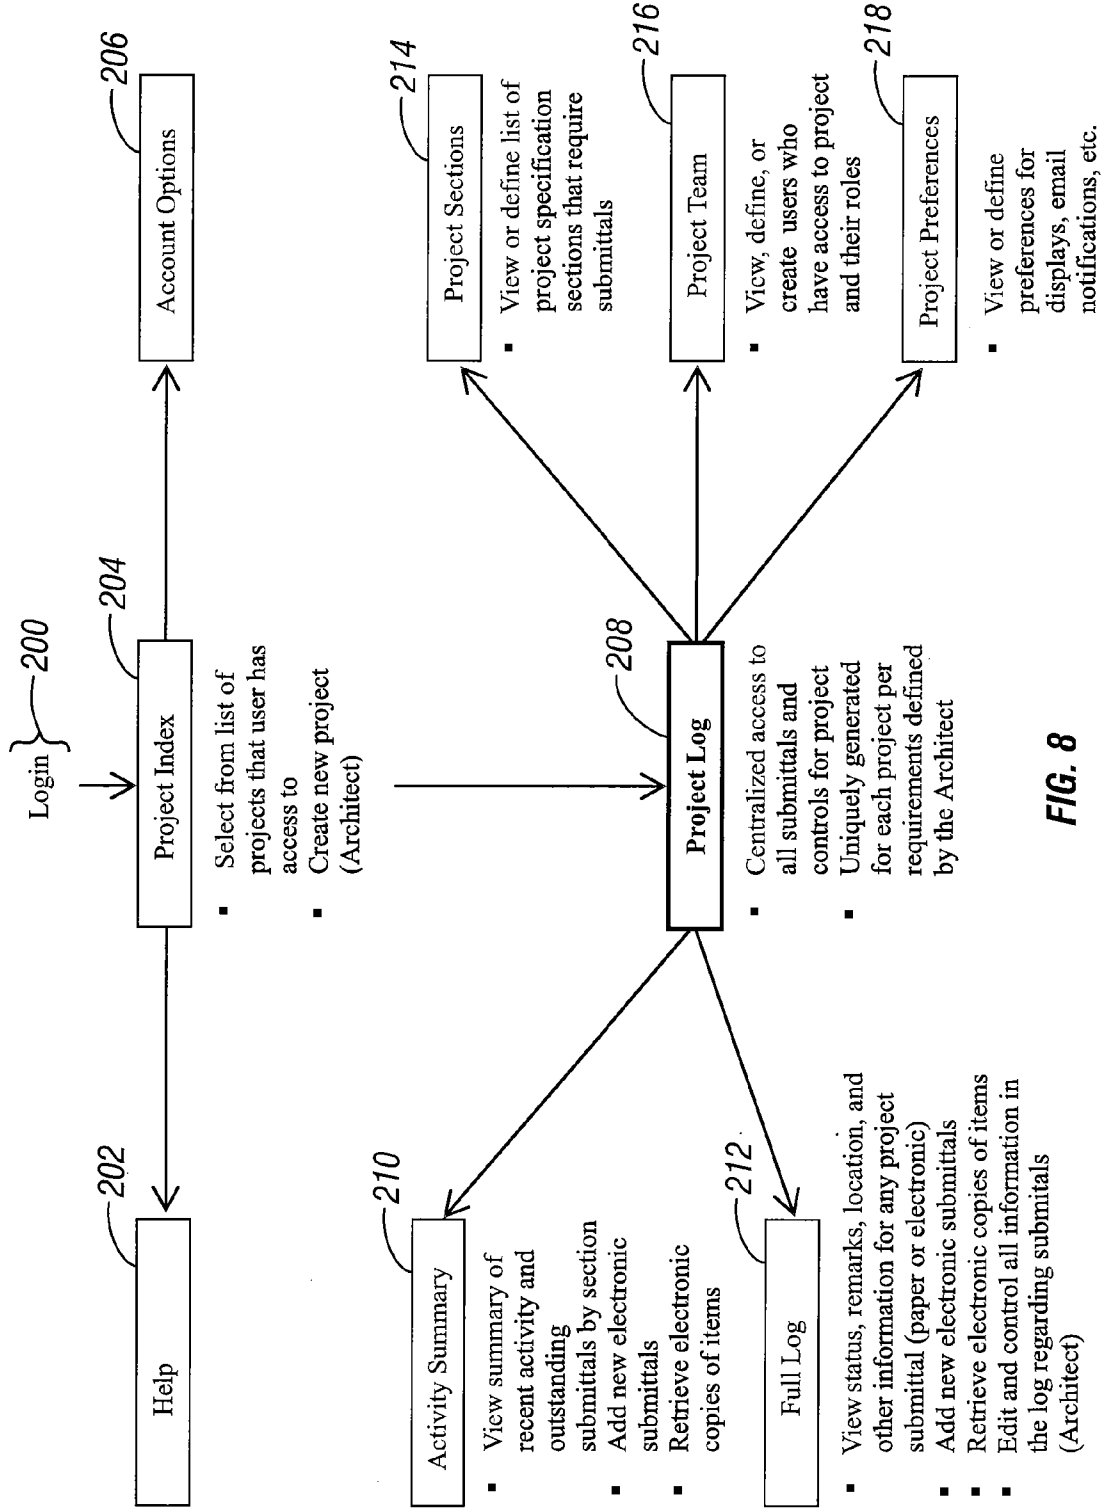 Login
200
Help
202
Project Index
204
Account Options
206
▪ Select from list of
projects that user has
access to
▪ Create new project
(Architect)
Activity Summary
210
▪ View summary of
recent activity and
outstanding
submittals by section
▪ Add new electronic
submittals
▪ Retrieve electronic
copies of items
Full Log
212
▪ View status, remarks, location, and
other information for any project
submittal (paper or electronic)
▪ Add new electronic submittals
▪ Retrieve electronic copies of items
▪ Edit and control all information in
the log regarding submitals
(Architect)
Project Log
208
▪ Centralized access to
all submittals and
controls for project
▪ Uniquely generated
for each project per
requirements defined
by the Architect
Project Sections
214
▪ View or define list of
project specification
sections that require
submittals
Project Team
216
▪ View, define, or
create users who
have access to project
and their roles
Project Preferences
218
▪ View or define
preferences for
displays, email
notifications, etc.
FIG. 8